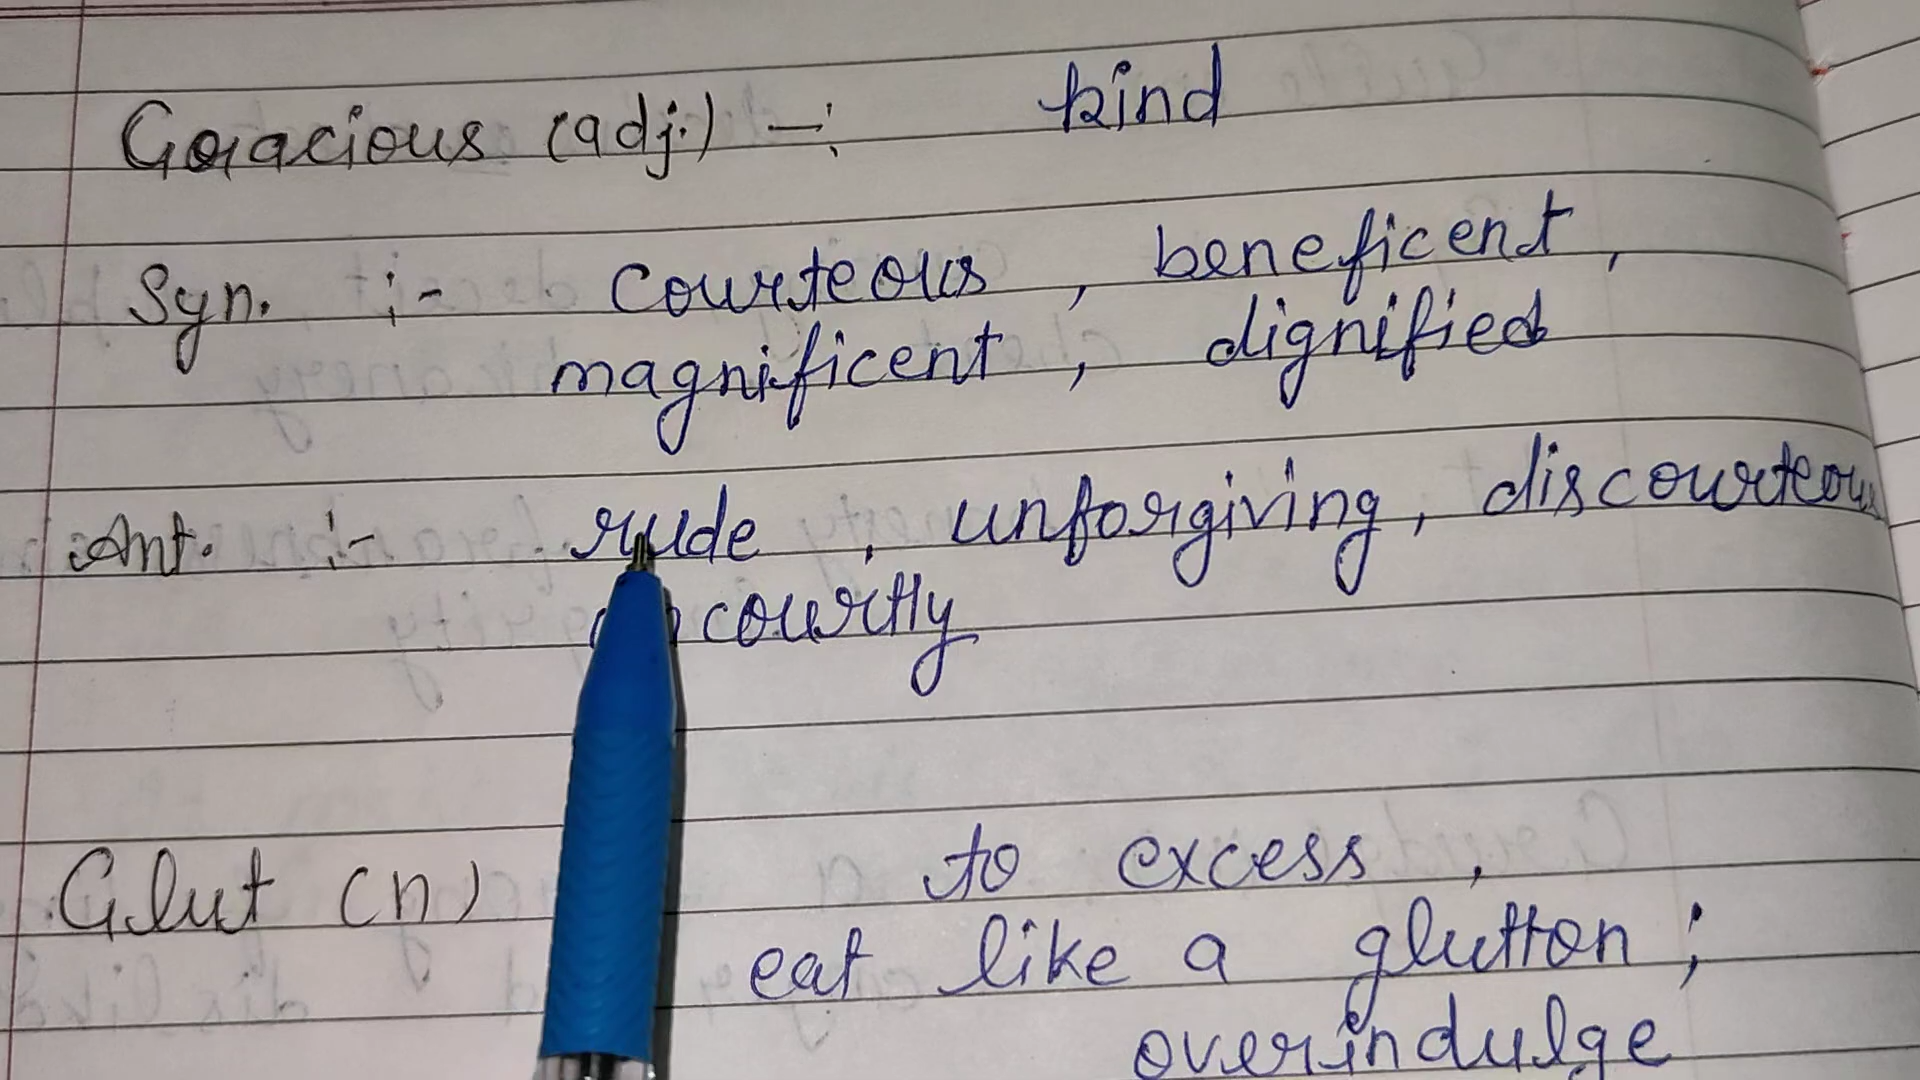 Gracious (adj.) -: kind
Syn. :- courteous, beneficent,
magnificent, dignified
Ant. :- rude, unforgiving, discourteous
courtly
Glut (n) to excess,
eat like a glutton;
overindulge